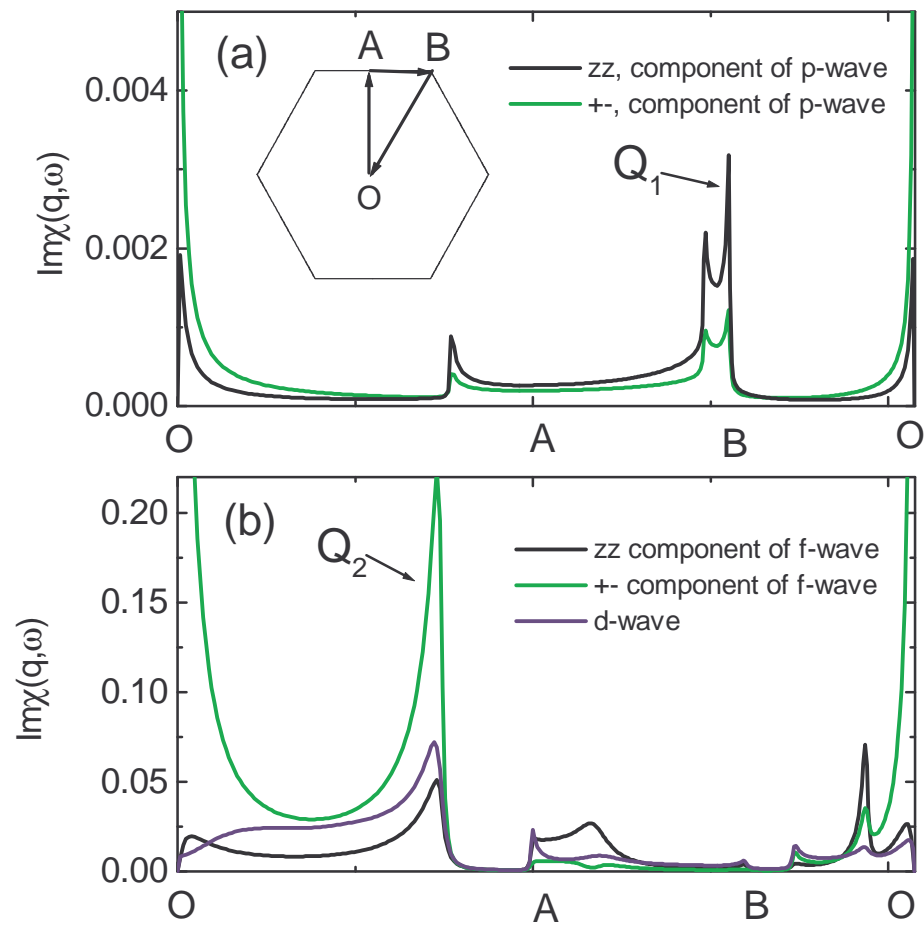 (a)
A B
O
zz, component of p-wave
+-, component of p-wave
Q1
Imχ(q,ω)
0.004
0.002
0.000
O A B O
(b)
Q2
zz component of f-wave
+- component of f-wave
d-wave
Imχ(q,ω)
0.20
0.15
0.10
0.05
0.00
O A B O